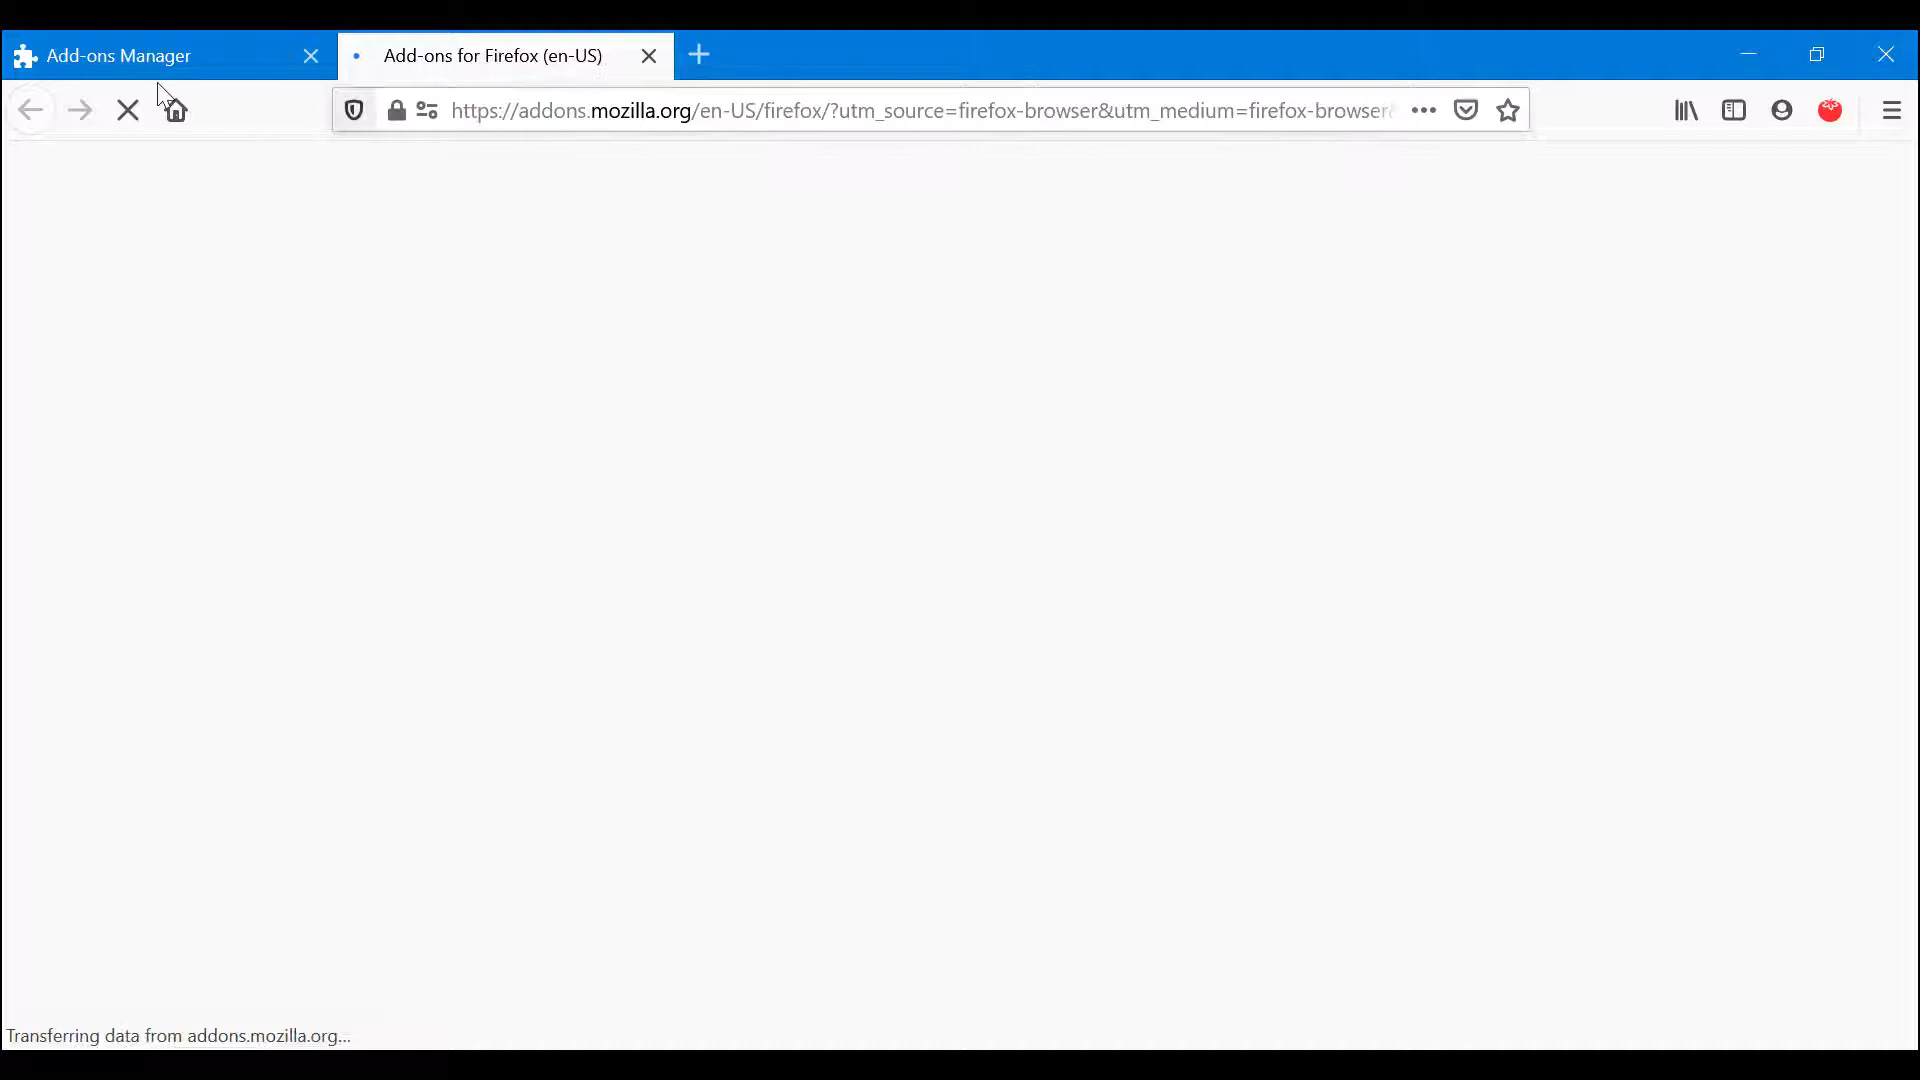 Add-ons Manager
Add-ons for Firefox (en-US)
https://addons.mozilla.org/en-US/firefox/?utm_source=firefox-browser&utm_medium=firefox-browser
Transferring data from addons.mozilla.org...